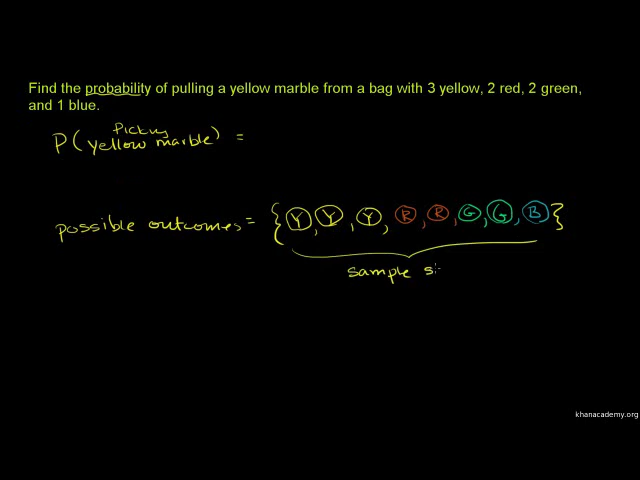 Find the probability of pulling a yellow marble from a bag with 3 yellow, 2 red, 2 green,
and 1 blue.
Picking
P(yellow marble) =
possible outcomes = {Y, Y, Y, R, R, G, G, B}
sample s
khanacademy.org